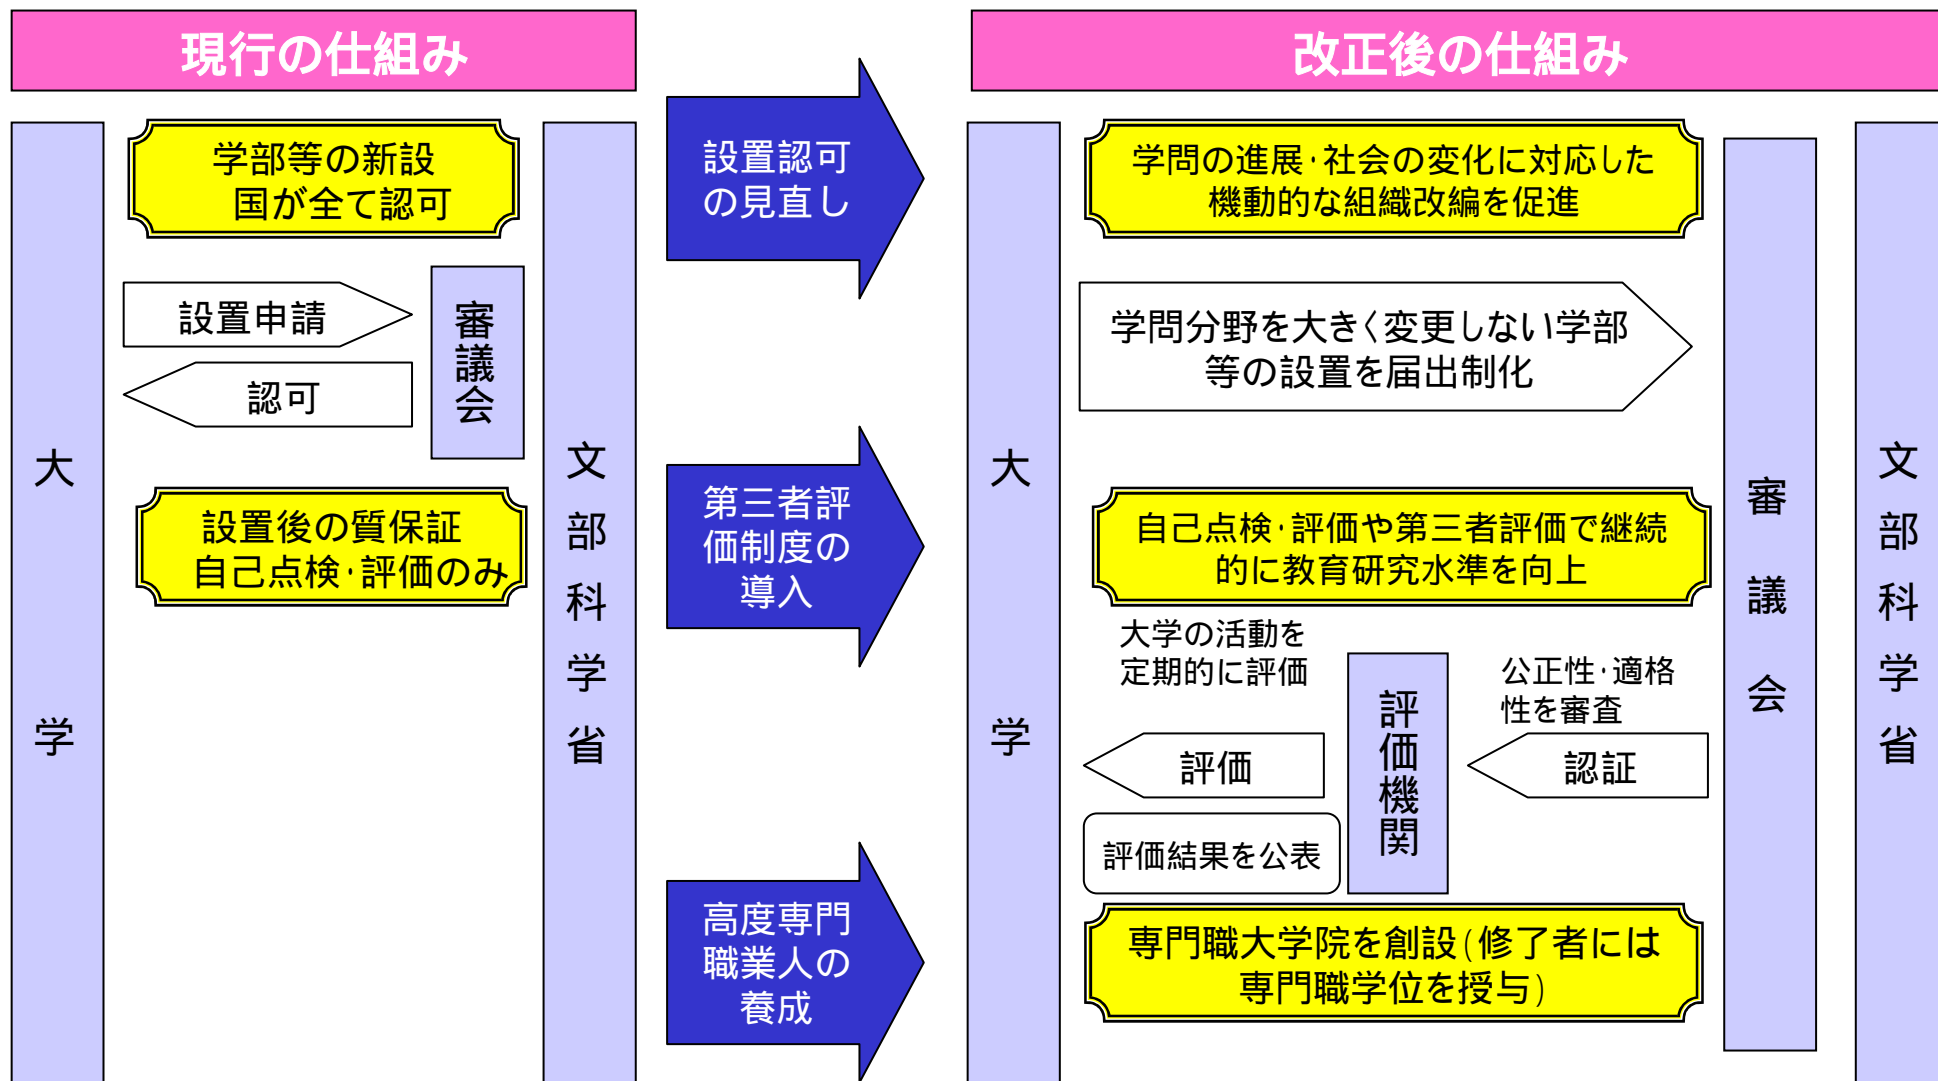 現行の仕組み
改正後の仕組み
大学
学部等の新設
国が全て認可
設置申請
認可
審議会
設置後の質保証
自己点検・評価のみ
文部科学省
設置認可
の見直し
第三者評
価制度の
導入
高度専門
職業人の
養成
大学
学問の進展・社会の変化に対応した
機動的な組織改編を促進
学問分野を大きく変更しない学部
等の設置を届出制化
自己点検・評価や第三者評価で継続
的に教育研究水準を向上
大学の活動を
定期的に評価
評価
評価結果を公表
評価機関
公正性・適格
性を審査
認証
専門職大学院を創設(修了者には
専門職学位を授与)
審議会
文部科学省